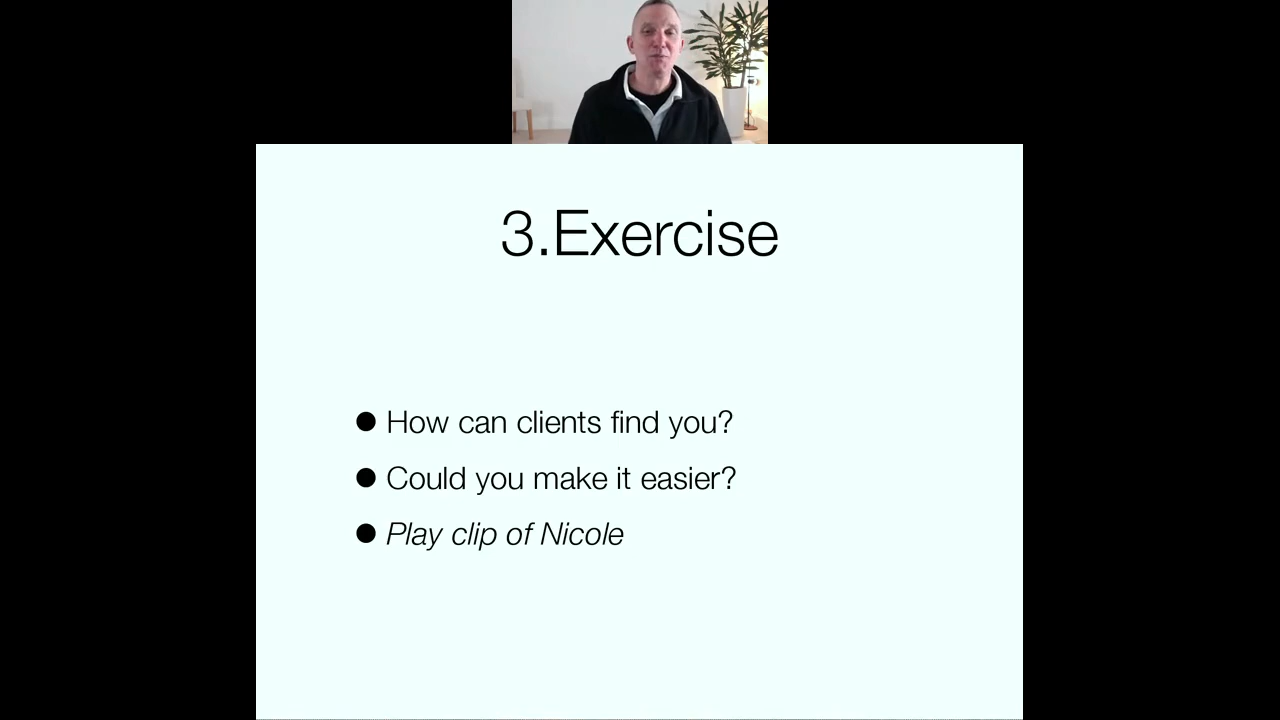 3.Exercise
● How can clients find you?
● Could you make it easier?
● Play clip of Nicole